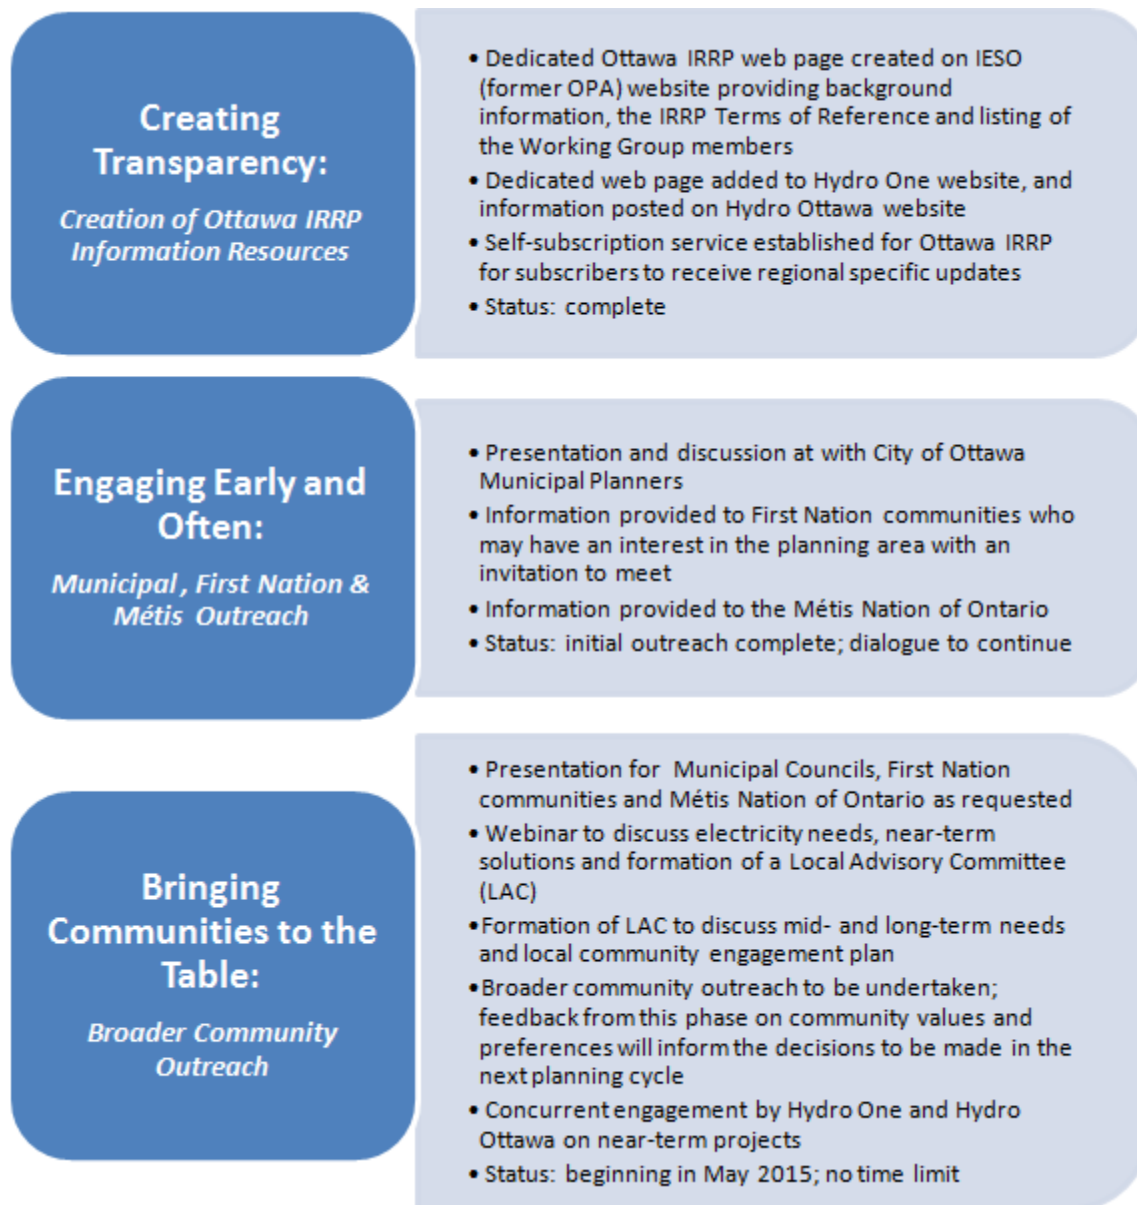 Creating
Transparency:
Creation of Ottawa IRRP
Information Resources
• Dedicated Ottawa IRRP web page created on IESO
(former OPA) website providing background
information, the IRRP Terms of Reference and listing of
the Working Group members
• Dedicated web page added to Hydro One website, and
information posted on Hydro Ottawa website
• Self-subscription service established for Ottawa IRRP
for subscribers to receive regional specific updates
• Status: complete
Engaging Early and
Often:
Municipal, First Nation &
Métis Outreach
• Presentation and discussion at with City of Ottawa
Municipal Planners
• Information provided to First Nation communities who
may have an interest in the planning area with an
invitation to meet
• Information provided to the Métis Nation of Ontario
• Status: initial outreach complete; dialogue to continue
Bringing
Communities to the
Table:
Broader Community
Outreach
• Presentation for Municipal Councils, First Nation
communities and Métis Nation of Ontario as requested
• Webinar to discuss electricity needs, near-term
solutions and formation of a Local Advisory Committee
(LAC)
•Formation of LAC to discuss mid- and long-term needs
and local community engagement plan
•Broader community outreach to be undertaken;
feedback from this phase on community values and
preferences will inform the decisions to be made in the
next planning cycle
• Concurrent engagement by Hydro One and Hydro
Ottawa on near-term projects
• Status: beginning in May 2015; no time limit